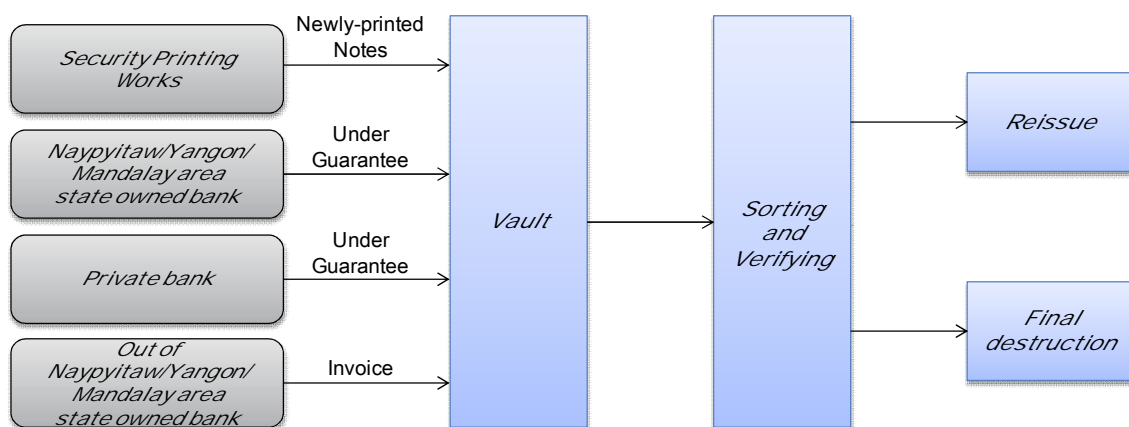 Newly-printed
Notes
Security Printing
Works
Under
Guarantee
Naypyitaw/Yangon/
Mandalay area
state owned bank
Under
Guarantee
Private bank
Invoice
Out of
Naypyitaw/Yangon/
Mandalay area
state owned bank
Vault
Sorting
and
Verifying
Reissue
Final
destruction